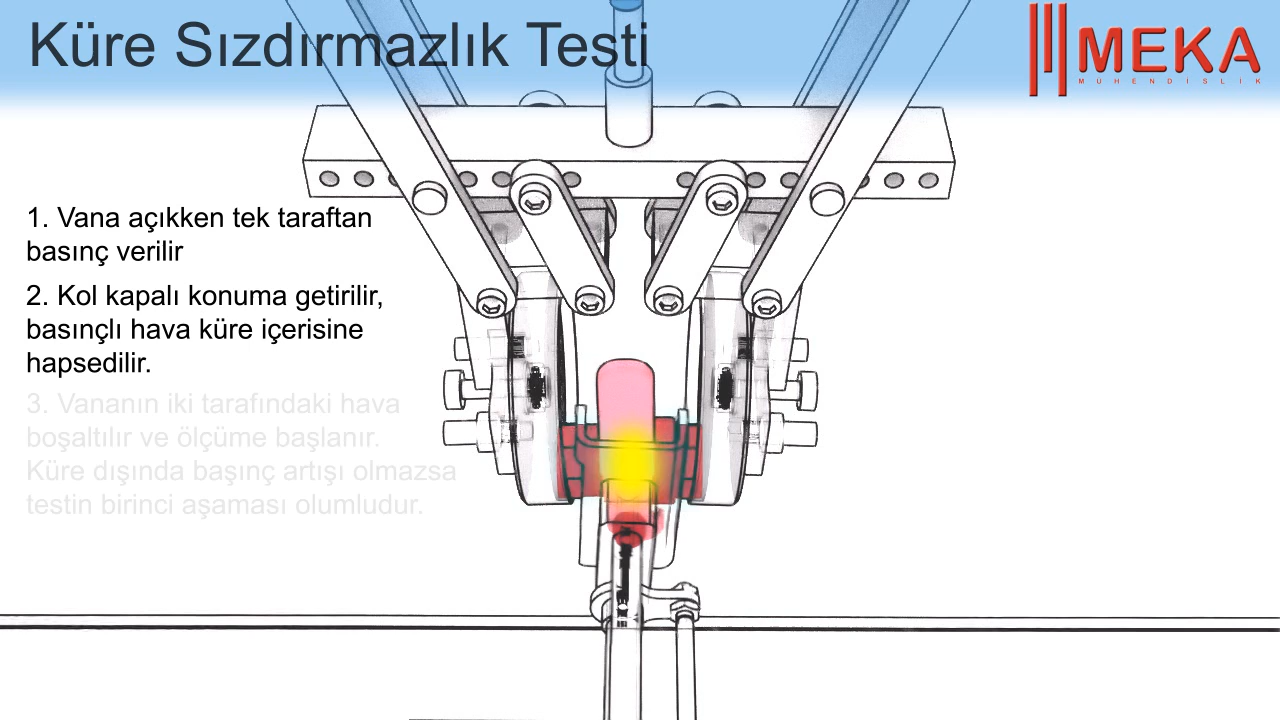 Küre Sızdırmazlık Testi
MEKA
MÜHENDİSLİK
1. Vana açıkken tek taraftan
basınç verilir
2. Kol kapalı konuma getirilir,
basınçlı hava küre içerisine
hapsedilir.
3. Vananın iki tarafındaki hava
boşaltılır ve ölçüme başlanır.
Küre dışında başınç artışı olmazsa
testin birinci aşaması olumludur.